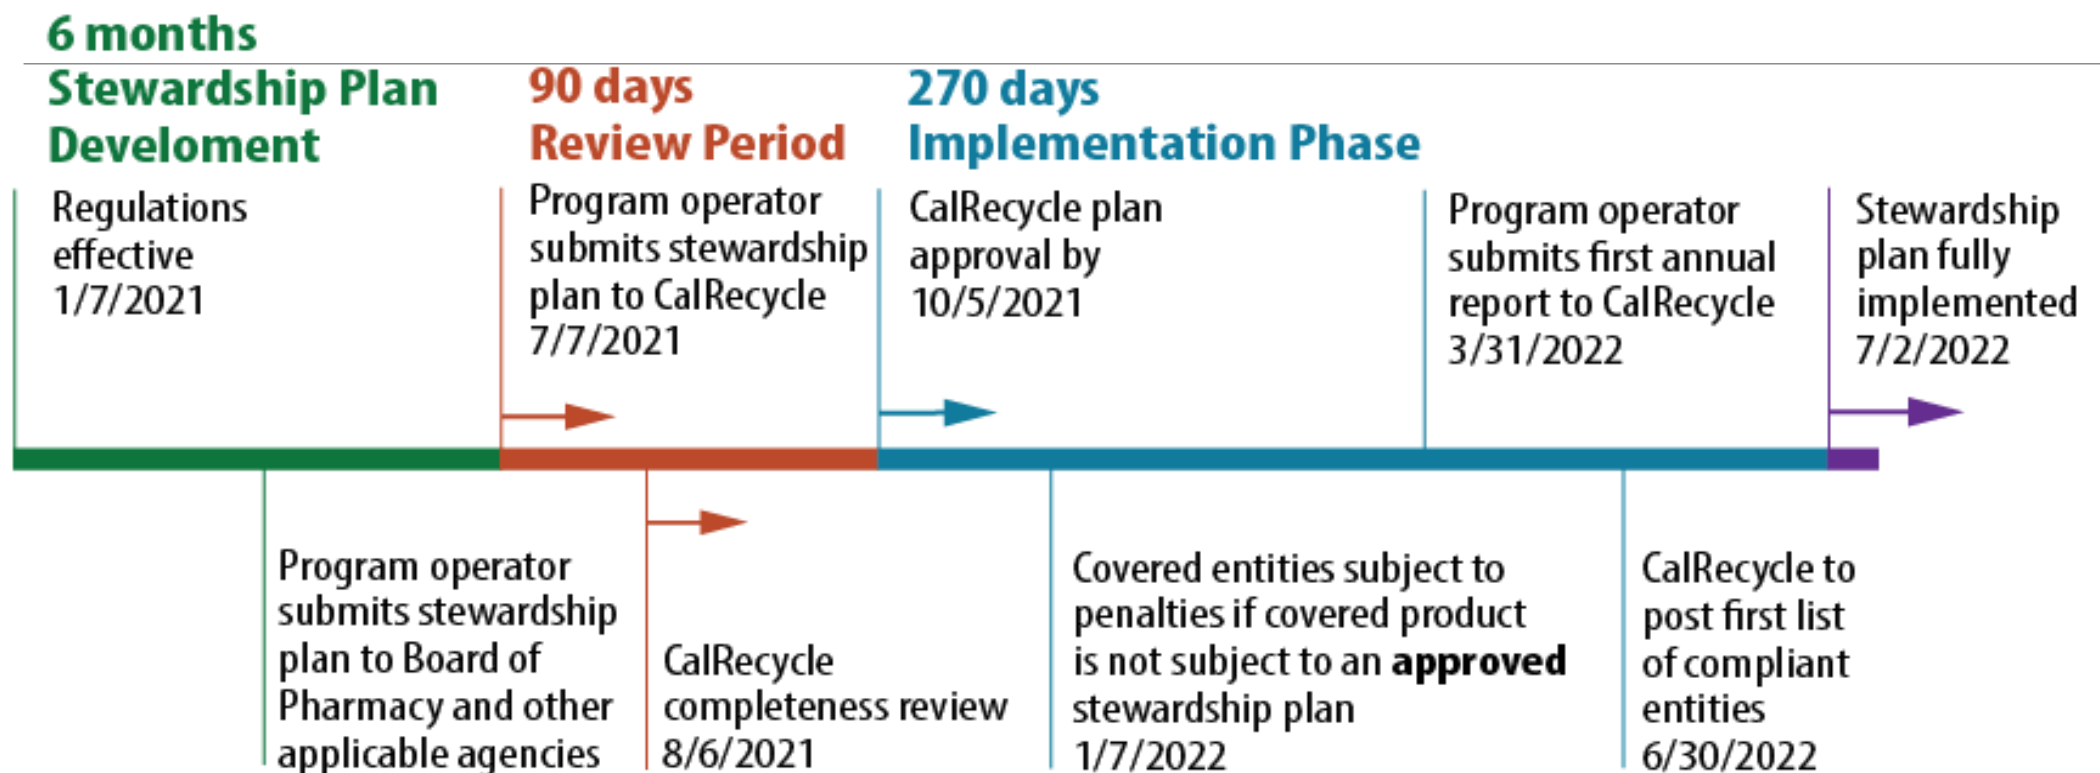 6 months
Stewardship Plan
Develoment
90 days
Review Period
270 days
Implementation Phase
Regulations
effective
1/7/2021
Program operator
submits stewardship
plan to CalRecycle
7/7/2021
CalRecycle plan
approval by
10/5/2021
Program operator
submits first annual
report to CalRecycle
3/31/2022
Stewardship
plan fully
implemented
7/2/2022
Program operator
submits stewardship
plan to Board of
Pharmacy and other
applicable agencies
CalRecycle
completeness review
8/6/2021
Covered entities subject to
penalties if covered product
is not subject to an approved
stewardship plan
1/7/2022
CalRecycle to
post first list
of compliant
entities
6/30/2022